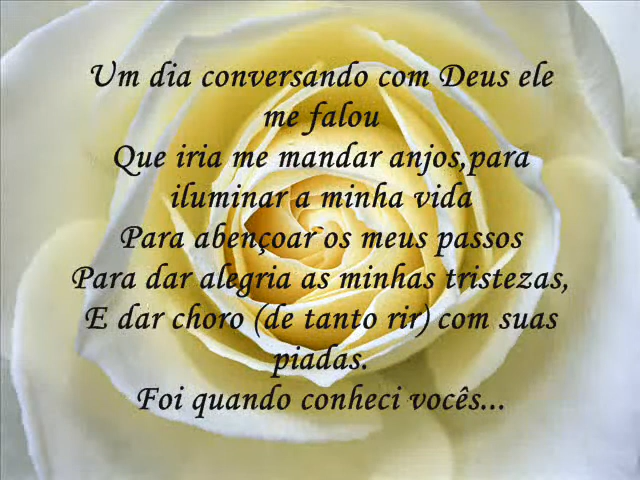 Um dia conversando com Deus ele
me falou
Que iria me mandar anjos,para
iluminar a minha vida
Para abençoar os meus passos
Para dar alegria as minhas tristezas,
E dar choro (de tanto rir) com suas
piadas.
Foi quando conheci vocês...